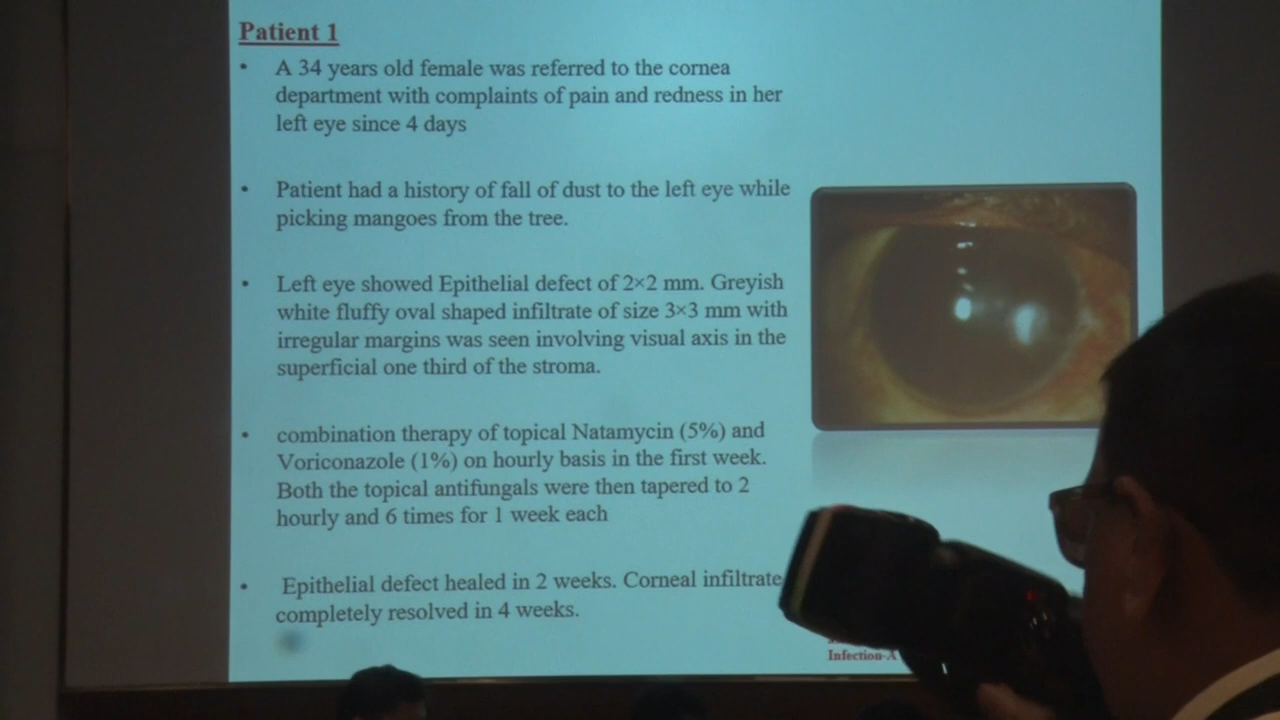 Patient 1
• A 34 years old female was referred to the cornea
department with complaints of pain and redness in her
left eye since 4 days
• Patient had a history of fall of dust to the left eye while
picking mangoes from the tree.
• Left eye showed Epithelial defect of 2×2 mm. Greyish
white fluffy oval shaped infiltrate of size 3×3 mm with
irregular margins was seen involving visual axis in the
superficial one third of the stroma.
• combination therapy of topical Natamycin (5%) and
Voriconazole (1%) on hourly basis in the first week.
Both the topical antifungals were then tapered to 2
hourly and 6 times for 1 week each
• Epithelial defect healed in 2 weeks. Corneal infiltrate
completely resolved in 4 weeks.
Infection-A